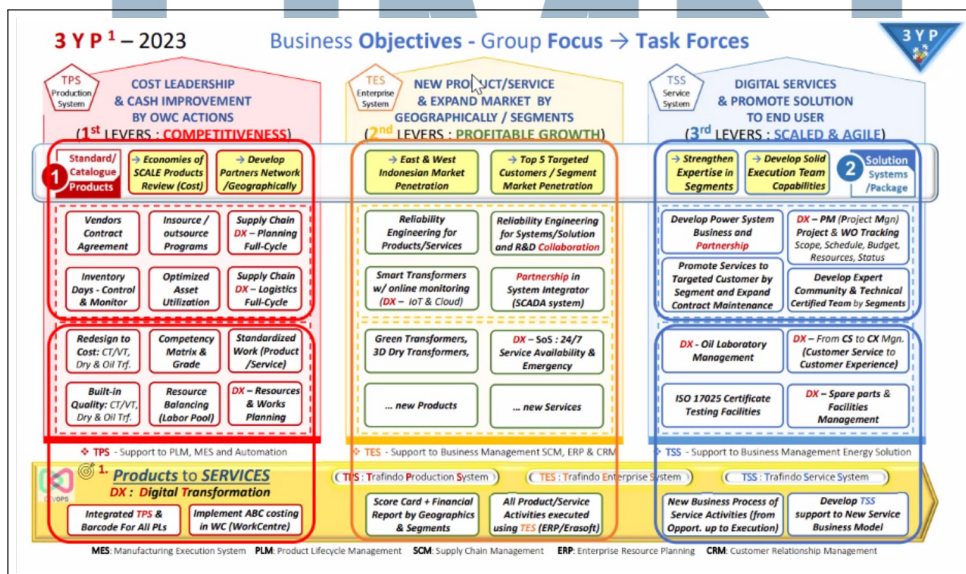 3 Y P 1 – 2023
Business Objectives - Group Focus → Task Forces
3 Y P
TPS
Production
System
COST LEADERSHIP
& CASH IMPROVEMENT
BY OWC ACTIONS
(1st LEVERS : COMPETITIVENESS)
TES
Enterprise
System
NEW PRODUCT/SERVICE
& EXPAND MARKET BY
GEOGRAPHICALLY / SEGMENTS
(2nd LEVERS : PROFITABLE GROWTH)
TSS
Service
System
DIGITAL SERVICES
& PROMOTE SOLUTION
TO END USER
(3rd LEVERS : SCALED & AGILE)
1
Standard/
Catalogue
Products
→ Economies of
SCALE Products
Review (Cost)
→ Develop
Partners Network
/Geographically
→ East & West
Indonesian Market
Penetration
→ Top 5 Targeted
Customers / Segment
Market Penetration
→ Strengthen
Expertise in
Segments
→ Develop Solid
Execution Team
Capabilities
2
Solution
Systems
/Package
Vendors
Contract
Agreement
Insource /
outsource
Programs
Supply Chain
DX – Planning
Full-Cycle
Inventory
Days - Control
& Monitor
Optimized
Asset
Utilization
Supply Chain
DX – Logistics
Full-Cycle
Redesign to
Cost: CT/VT,
Dry & Oil Trf.
Competency
Matrix &
Grade
Standardized
Work (Product
/Service)
Built-in
Quality: CT/VT,
Dry & Oil Trf.
Resource
Balancing
(Labor Pool)
DX – Resources
& Works
Planning
Reliability
Engineering for
Products/Services
Reliability Engineering
for Systems/Solution
and R&D Collaboration
Smart Transformers
w/ online monitoring
(DX – IoT & Cloud)
Partnership in
System Integrator
(SCADA system)
Green Transformers,
3D Dry Transformers,
DX – SoS : 24/7
Service Availability &
Emergency
... new Products
... new Services
Develop Power System
Business and
Partnership
DX – PM (Project Mgn)
Project & WO Tracking
Scope, Schedule, Budget,
Resources, Status
Promote Services to
Targeted Customer by
Segment and Expand
Contract Maintenance
Develop Expert
Community & Technical
Certified Team by Segments
DX - Oil Laboratory
Management
DX – From CS to CX Mgn.
(Customer Service to
Customer Experience)
ISO 17025 Certificate
Testing Facilities
DX – Spare parts &
Facilities
Management
❖ TPS - Support to PLM, MES and Automation
❖ TES - Support to Business Management SCM, ERP & CRM
❖ TSS - Support to Business Management Energy Solution
DEVOPS
1.
Products to SERVICES
DX : Digital Transformation
( TPS : Trafindo Production System )
( TES : Trafindo Enterprise System )
( TSS : Trafindo Service System )
Integrated TPS &
Barcode For All PLs
Implement ABC costing
in WC (WorkCentre)
Score Card + Financial
Report by Geographics
& Segments
All Product/Service
Activities executed
using TES (ERP/Erasoft)
New Business Process of
Service Activities (from
Opport. up to Execution)
Develop TSS
support to New Service
Business Model
MES: Manufacturing Execution System PLM: Product Lifecycle Management SCM: Supply Chain Management ERP: Enterprise Resource Planning CRM: Customer Relationship Management